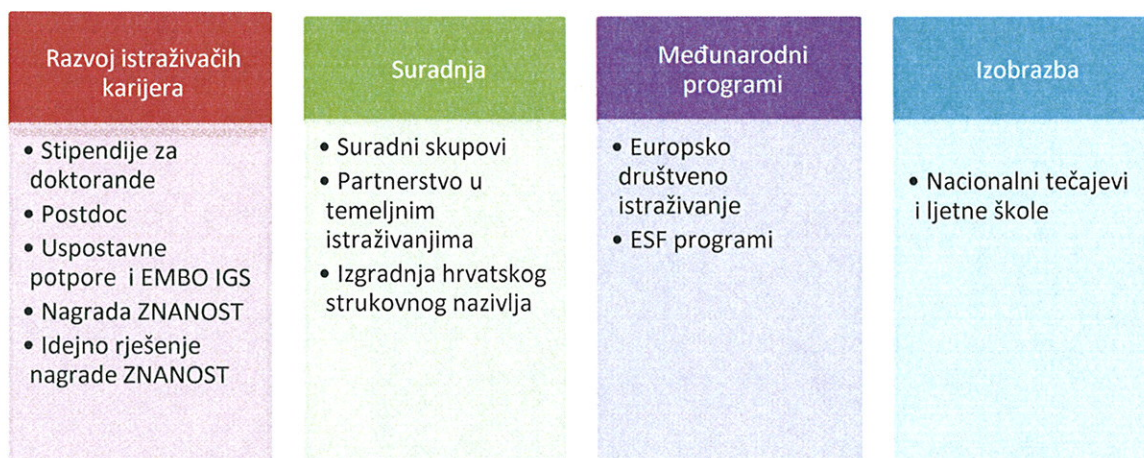 Razvoj istraživačih
karijera
• Stipendije za
doktorande
• Postdoc
• Uspostavne
potpore i EMBO IGS
• Nagrada ZNANOST
• Idejno rješenje
nagrade ZNANOST
Suradnja
• Suradni skupovi
• Partnerstvo u
temeljnim
istraživanjima
• Izgradnja hrvatskog
strukovnog nazivlja
Međunarodni
programi
• Europsko
društveno
istraživanje
• ESF programi
Izobrazba
• Nacionalni tečajevi
i ljetne škole